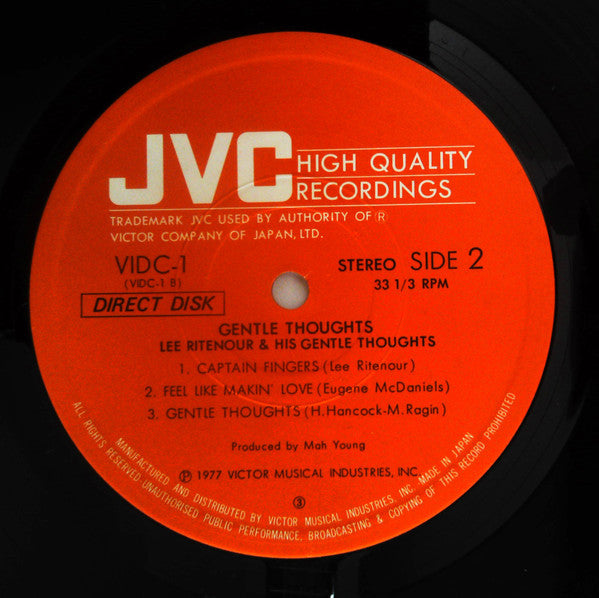 JVC HIGH QUALITY
RECORDINGS
TRADEMARK JVC USED BY AUTHORITY OF ®
VICTOR COMPANY OF JAPAN, LTD.
VIDC-1
(VIDC-1 B)
DIRECT DISK
STEREO SIDE 2
33 1/3 RPM
GENTLE THOUGHTS
LEE RITENOUR & HIS GENTLE THOUGHTS
1. CAPTAIN FINGERS (Lee Ritenour)
2. FEEL LIKE MAKIN' LOVE (Eugene McDaniels)
3. GENTLE THOUGHTS (H.Hancock-M.Ragin)
Produced by Mah Young
℗ 1977 VICTOR MUSICAL INDUSTRIES, INC.
③
MANUFACTURED AND DISTRIBUTED BY VICTOR MUSICAL INDUSTRIES, INC. MADE IN JAPAN
ALL RIGHTS RESERVED UNAUTHORISED PUBLIC PERFORMANCE, BROADCASTING & COPYING OF THIS RECORD PROHIBITED